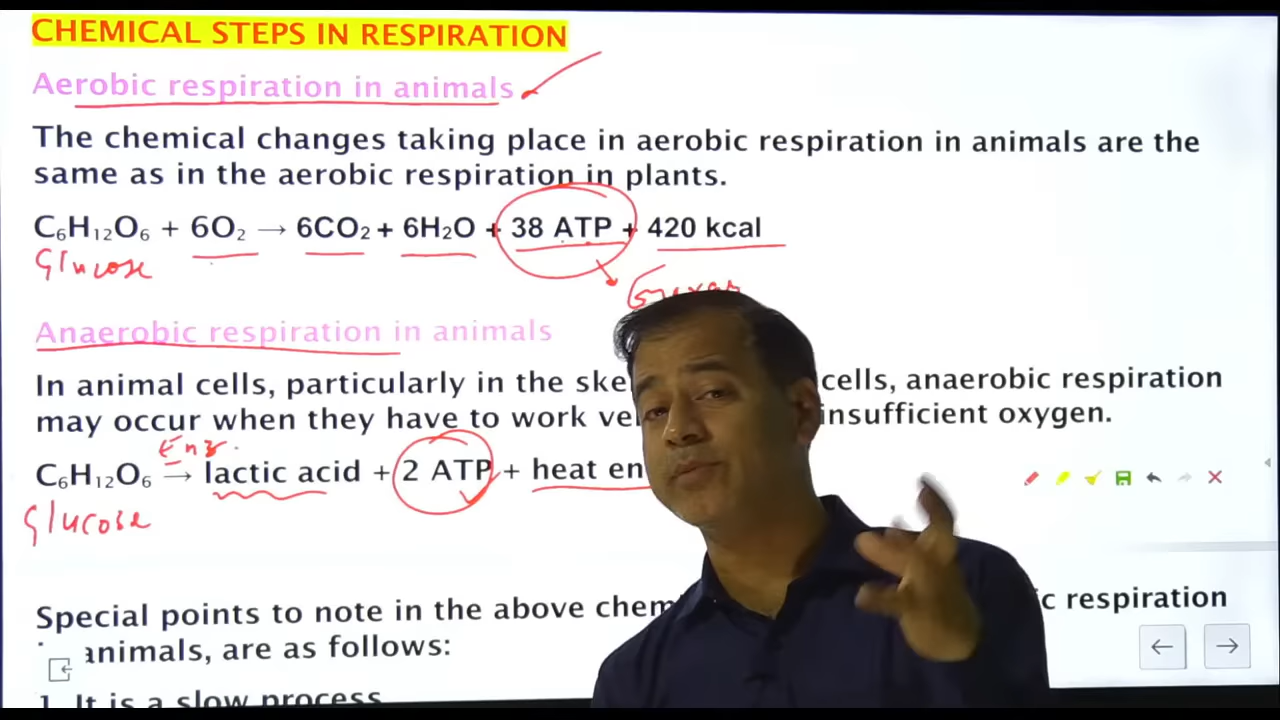 CHEMICAL STEPS IN RESPIRATION
Aerobic respiration in animals
The chemical changes taking place in aerobic respiration in animals are the
same as in the aerobic respiration in plants.
C₆H₁₂O₆ + 6O₂ → 6CO₂ + 6H₂O + 38 ATP + 420 kcal
Glucose
Anaerobic respiration in animals
In animal cells, particularly in the ske cells, anaerobic respiration
may occur when they have to work ve insufficient oxygen.
Enz.
C₆H₁₂O₆ → lactic acid + 2 ATP + heat en
Glucose
Special points to note in the above chem c respiration
animals, are as follows:
1. It is a slow process